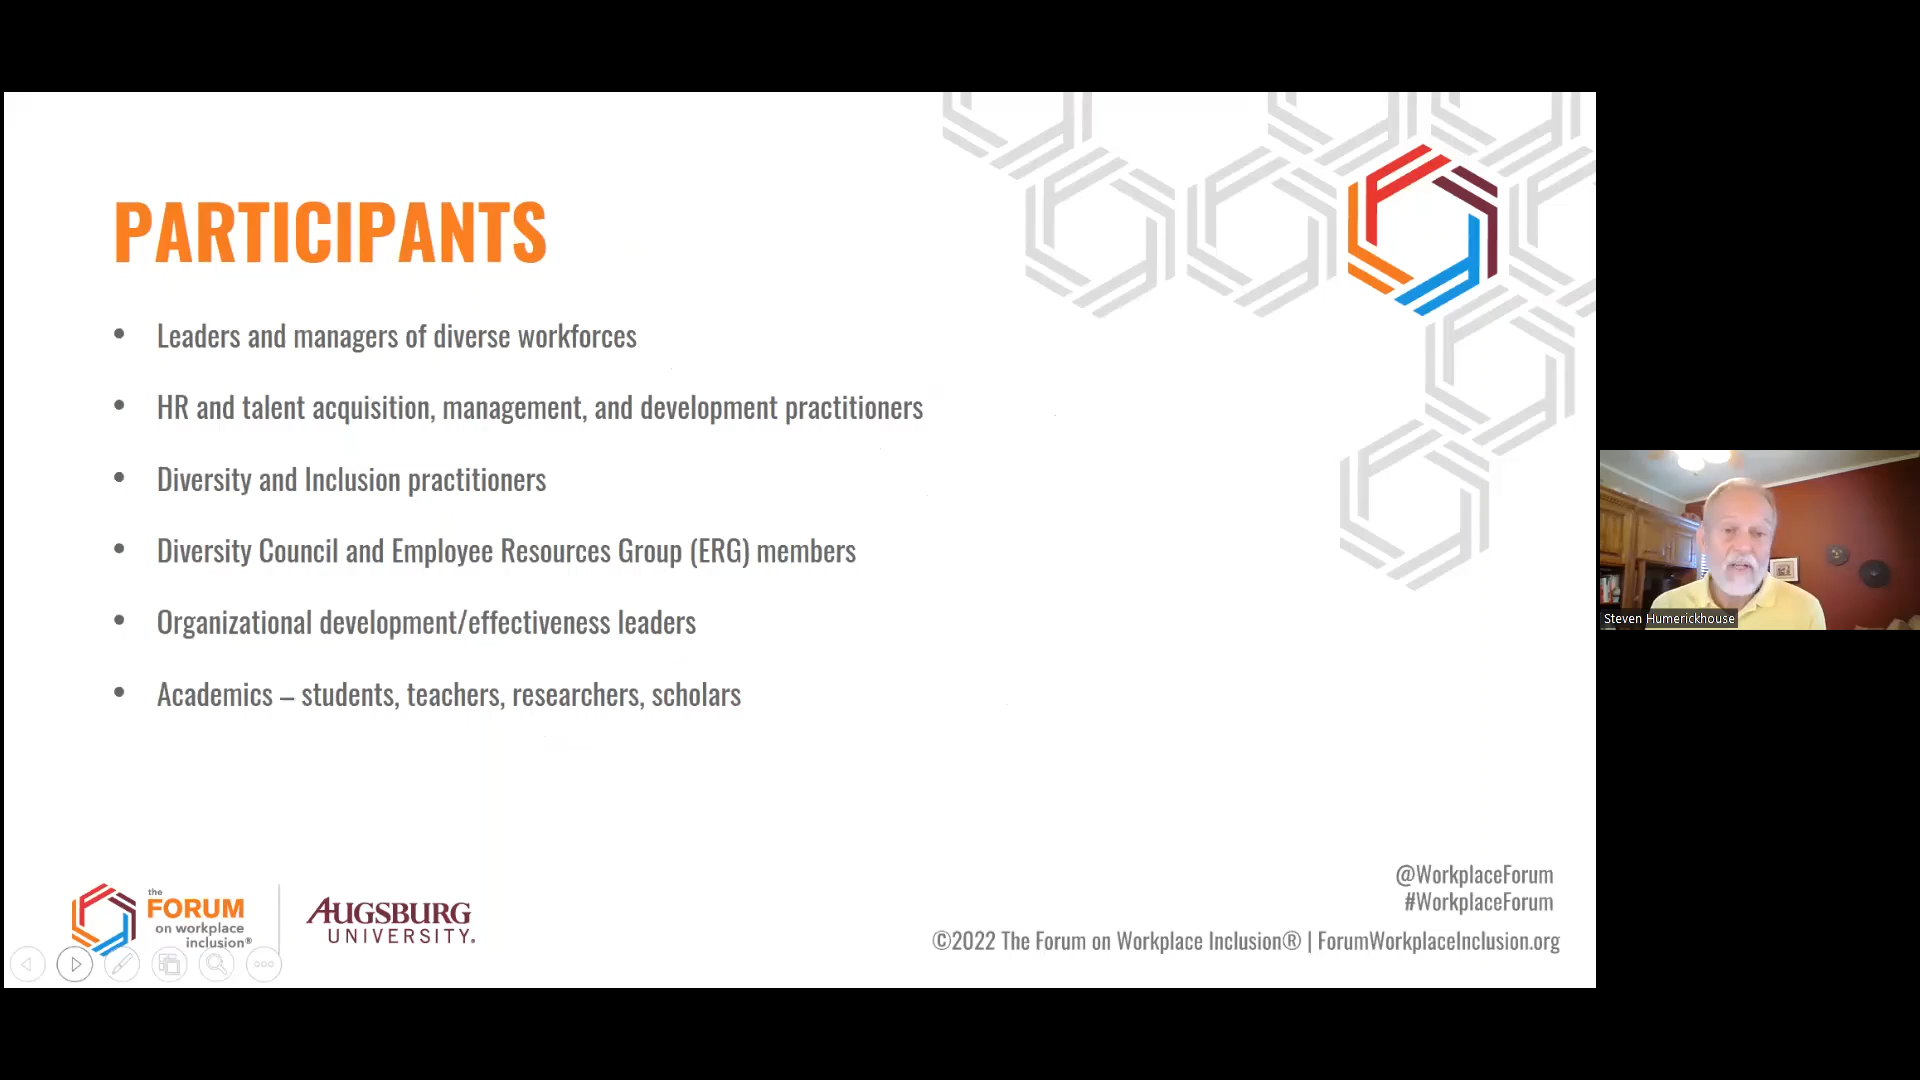 PARTICIPANTS
• Leaders and managers of diverse workforces
• HR and talent acquisition, management, and development practitioners
• Diversity and Inclusion practitioners
• Diversity Council and Employee Resources Group (ERG) members
• Organizational development/effectiveness leaders
• Academics – students, teachers, researchers, scholars
Steven Humerickhouse
the
FORUM
on workplace
inclusion®
AUGSBURG
UNIVERSITY.
@WorkplaceForum
#WorkplaceForum
©2022 The Forum on Workplace Inclusion® | ForumWorkplaceInclusion.org